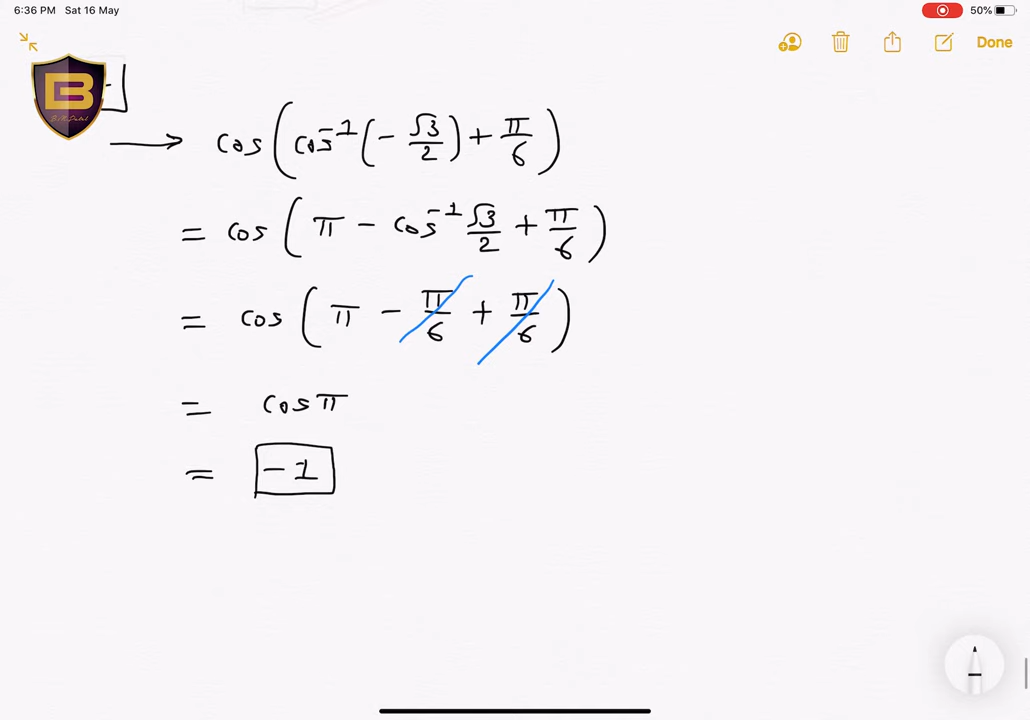 6:36 PM Sat 16 May 50%
Done
B
→ cos(cos⁻¹(-√3/2) + π/6)
= cos(π - cos⁻¹ √3/2 + π/6)
= cos(π - π/6 + π/6)
= cos π
= -1